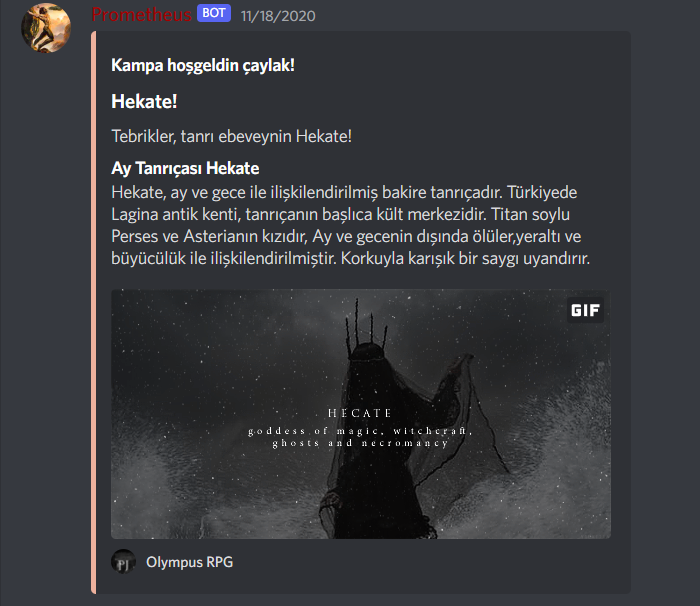 Prometheus BOT 11/18/2020
Kampa hoşgeldin çaylak!
Hekate!
Tebrikler, tanrı ebeveynin Hekate!
Ay Tanrıçası Hekate
Hekate, ay ve gece ile ilişkilendirilmiş bakire tanrıçadır. Türkiyede
Lagina antik kenti, tanrıçanın başlıca kült merkezidir. Titan soylu
Perses ve Asterianın kızıdır, Ay ve gecenin dışında ölüler,yeraltı ve
büyücülük ile ilişkilendirilmiştir. Korkuyla karışık bir saygı uyandırır.
GIF
HECATE
goddess of magic, witchcraft,
ghosts and necromancy
Olympus RPG